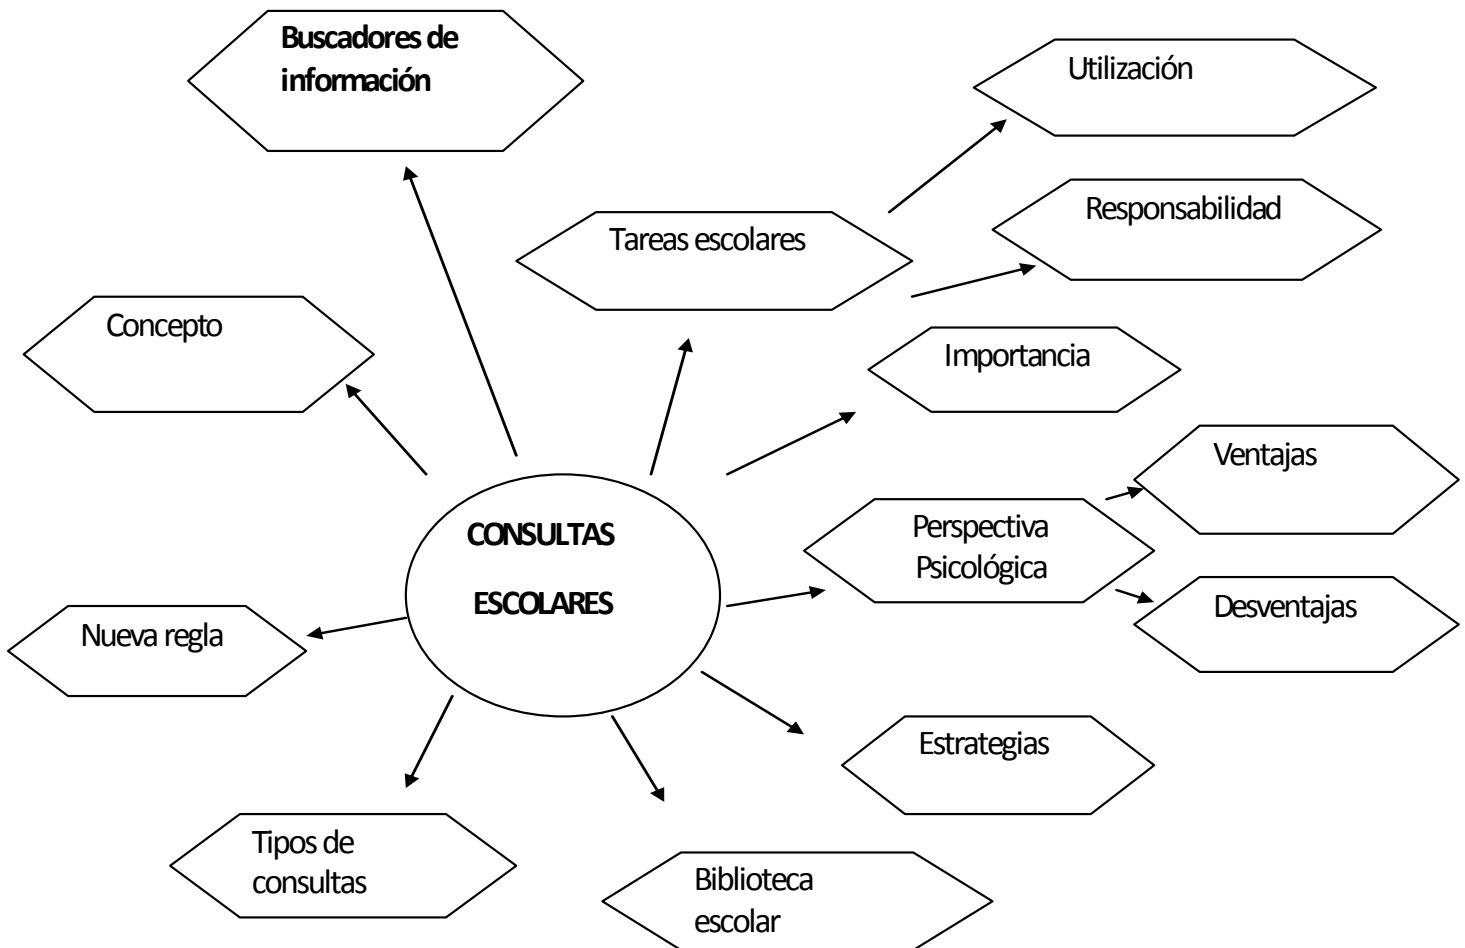 Buscadores de
información
Utilización
Responsabilidad
Tareas escolares
Concepto
Importancia
Ventajas
Perspectiva
Psicológica
CONSULTAS
ESCOLARES
Desventajas
Nueva regla
Estrategias
Tipos de
consultas
Biblioteca
escolar